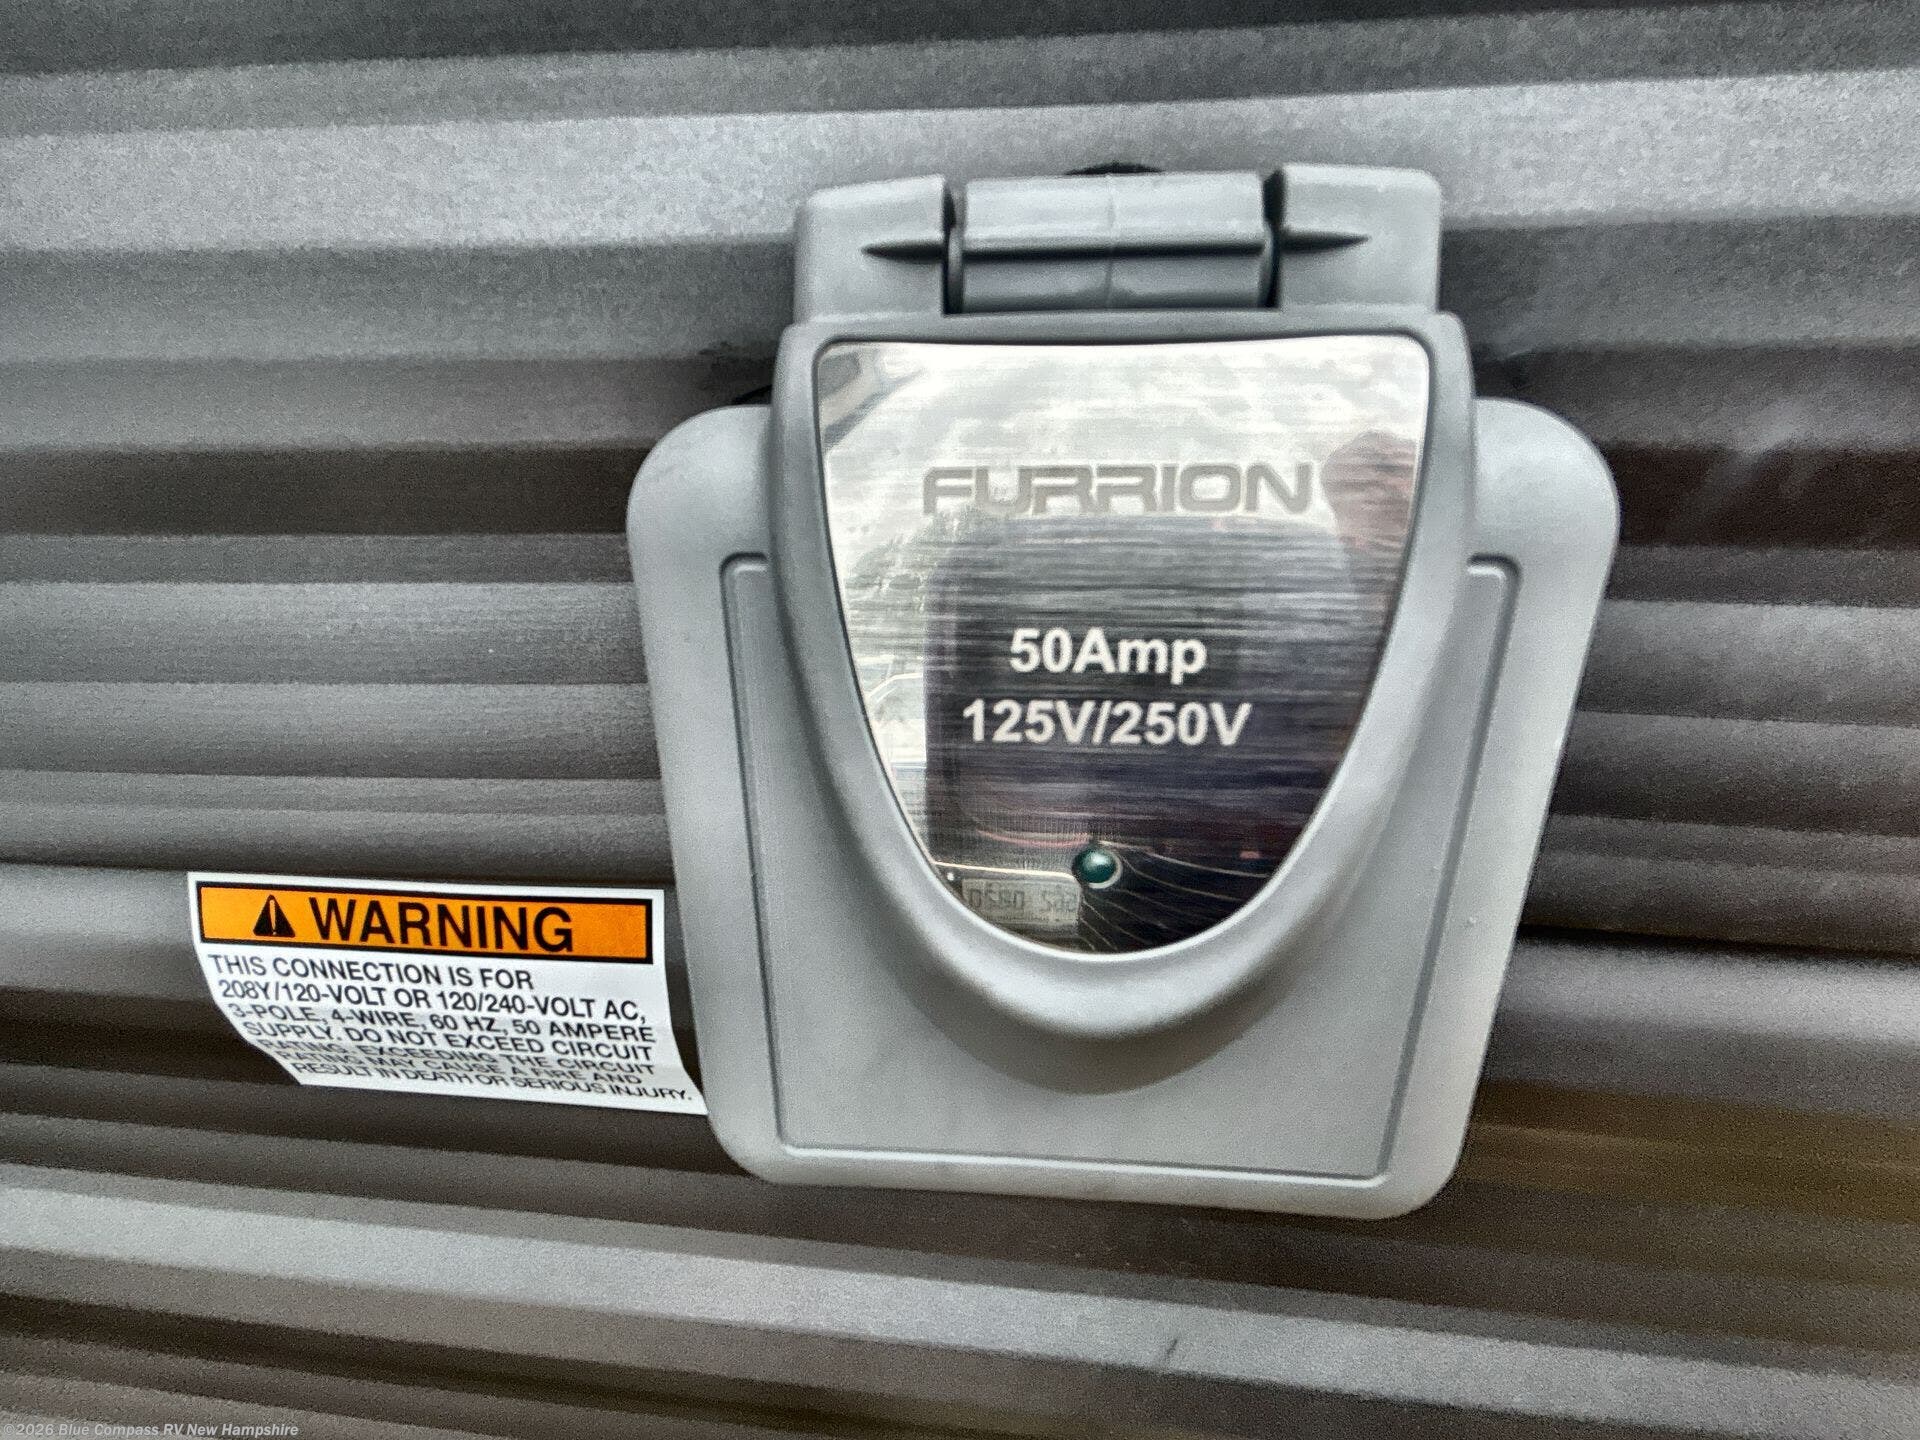 FURRION
50Amp
125V/250V
WARNING
THIS CONNECTION IS FOR
208Y/120-VOLT OR 120/240-VOLT AC,
3-POLE, 4-WIRE, 60 HZ, 50 AMPERE
SUPPLY. DO NOT EXCEED CIRCUIT
RATING. EXCEEDING THE CIRCUIT
RATING MAY CAUSE A FIRE AND
RESULT IN DEATH OR SERIOUS INJURY.
©2026 Blue Compass RV New Hampshire